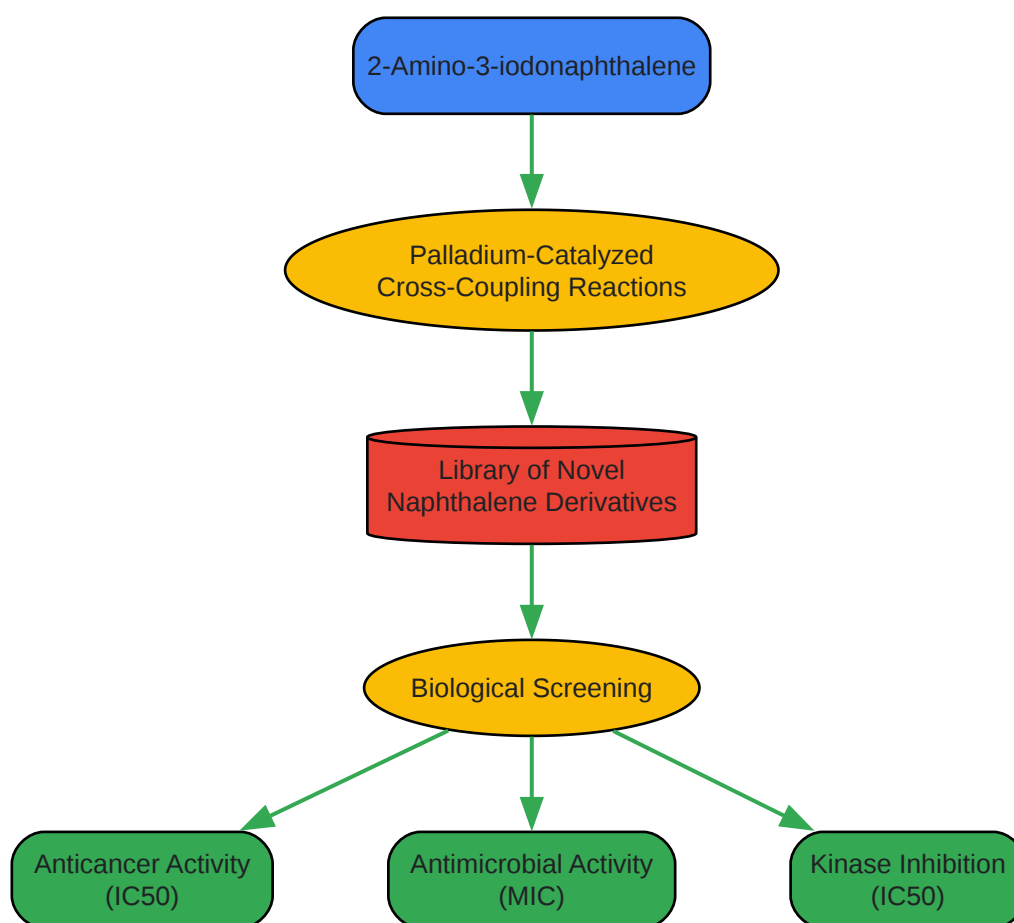 2-Amino-3-iodonaphthalene
Palladium-Catalyzed
Cross-Coupling Reactions
Library of Novel
Naphthalene Derivatives
Biological Screening
Anticancer Activity
(IC50)
Antimicrobial Activity
(MIC)
Kinase Inhibition
(IC50)